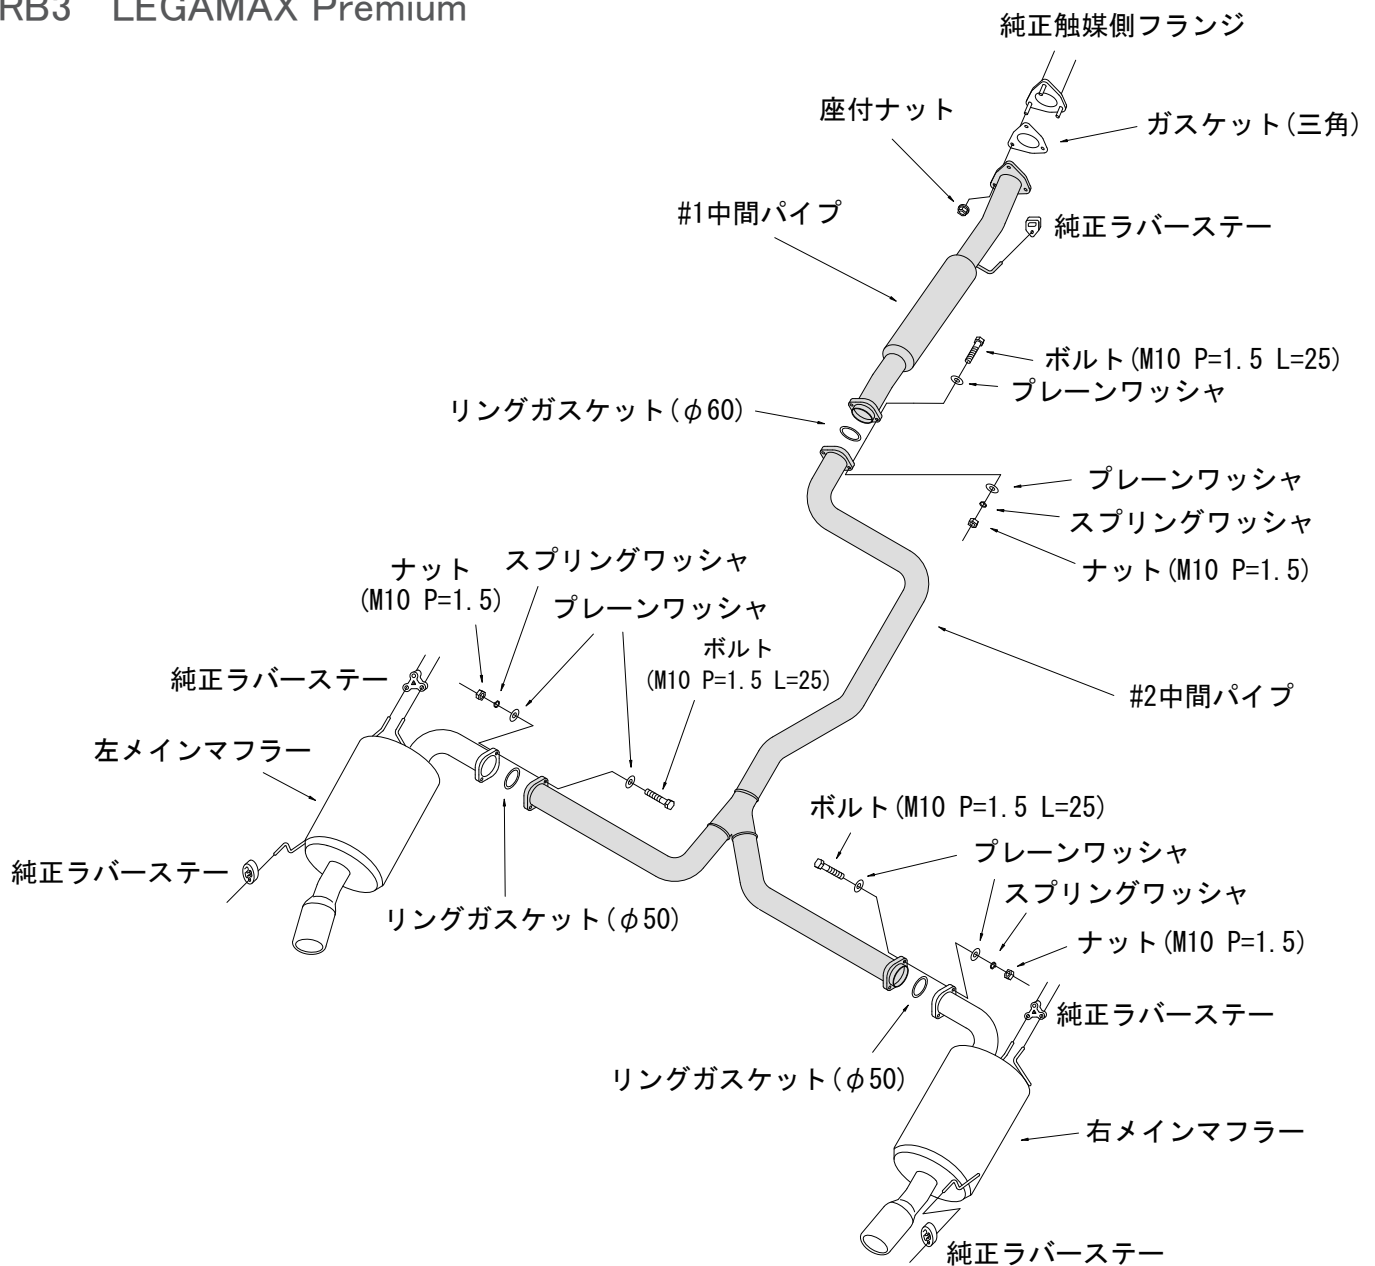 RB3　LEGAMAX Premium
純正触媒側フランジ
座付ナット
ガスケット(三角)
#1中間パイプ
純正ラバーステー
ボルト(M10 P=1.5 L=25)
プレーンワッシャ
リングガスケット(φ60)
プレーンワッシャ
スプリングワッシャ
ナット(M10 P=1.5)
ナット
(M10 P=1.5)
スプリングワッシャ
プレーンワッシャ
ボルト
(M10 P=1.5 L=25)
純正ラバーステー
#2中間パイプ
左メインマフラー
ボルト(M10 P=1.5 L=25)
プレーンワッシャ
純正ラバーステー
スプリングワッシャ
リングガスケット(φ50)
ナット(M10 P=1.5)
純正ラバーステー
リングガスケット(φ50)
右メインマフラー
純正ラバーステー